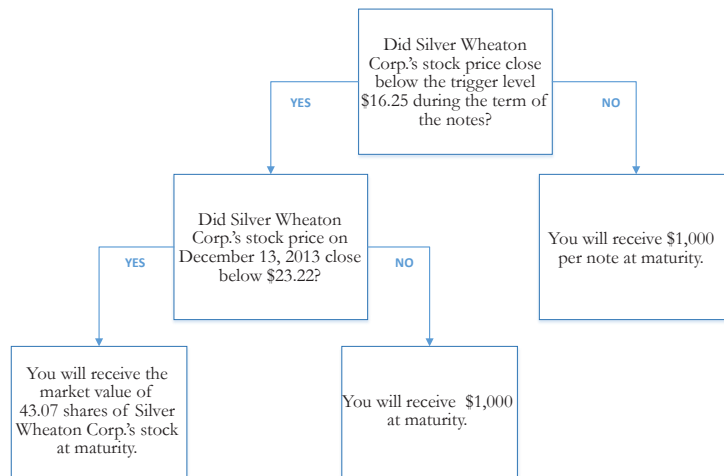 Did Silver Wheaton
Corp.'s stock price close
below the trigger level
$16.25 during the term of
the notes?
YES
NO
Did Silver Wheaton
Corp.'s stock price on
December 13, 2013 close
below $23.22?
You will receive $1,000
per note at maturity.
YES
NO
You will receive the
market value of
43.07 shares of Silver
Wheaton Corp.'s stock
at maturity.
You will receive $1,000
at maturity.